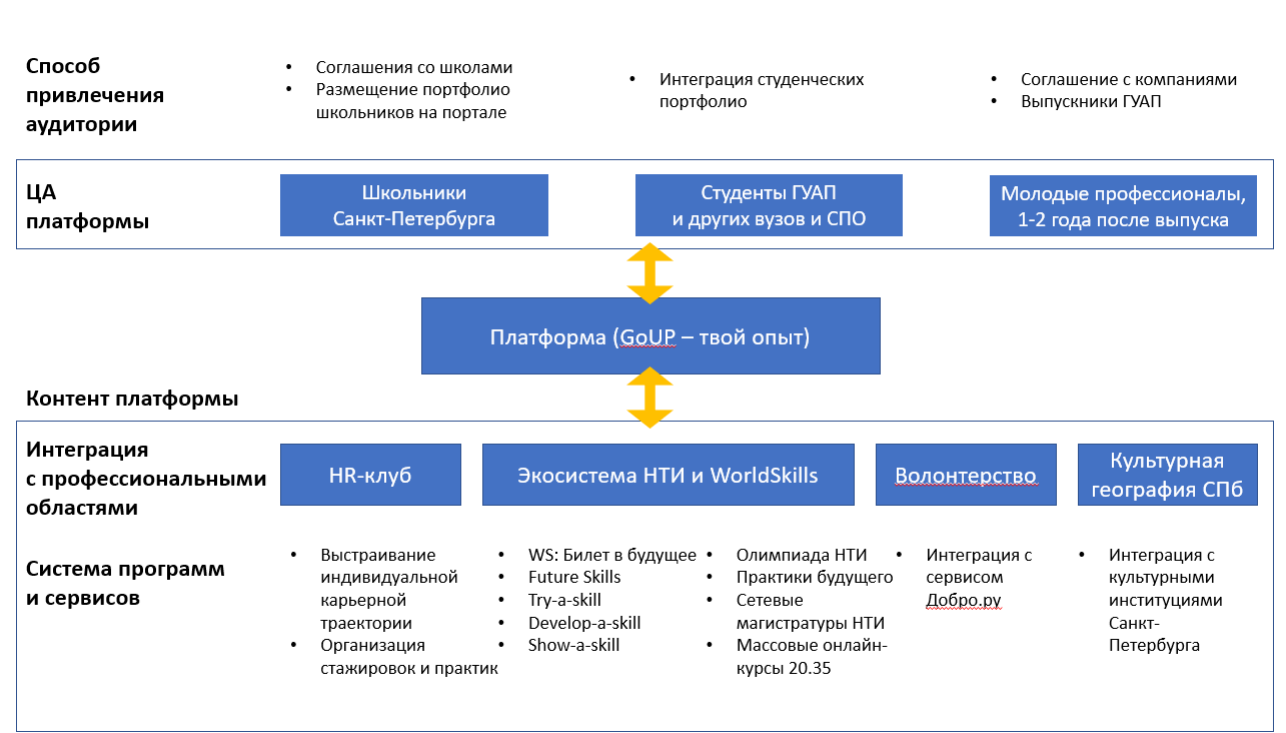 Способ
привлечения
аудитории
• Соглашения со школами
• Размещение портфолио
школьников на портале
• Интеграция студенческих
портфолио
• Соглашение с компаниями
• Выпускники ГУАП
ЦА
платформы
Школьники
Санкт-Петербурга
Студенты ГУАП
и других вузов и СПО
Молодые профессионалы,
1-2 года после выпуска
Платформа (GoUP – твой опыт)
Контент платформы
Интеграция
с профессиональными
областями
HR-клуб
Экосистема НТИ и WorldSkills
Волонтерство
Культурная
география СПб
Система программ
и сервисов
• Выстраивание
индивидуальной
карьерной
траектории
• Организация
стажировок и практик
• WS: Билет в будущее
• Future Skills
• Try-a-skill
• Develop-a-skill
• Show-a-skill
• Олимпиада НТИ
• Практики будущего
• Сетевые
магистратуры НТИ
• Массовые онлайн-
курсы 20.35
• Интеграция с
сервисом
Добро.ру
• Интеграция с
культурными
институциями
Санкт-
Петербурга